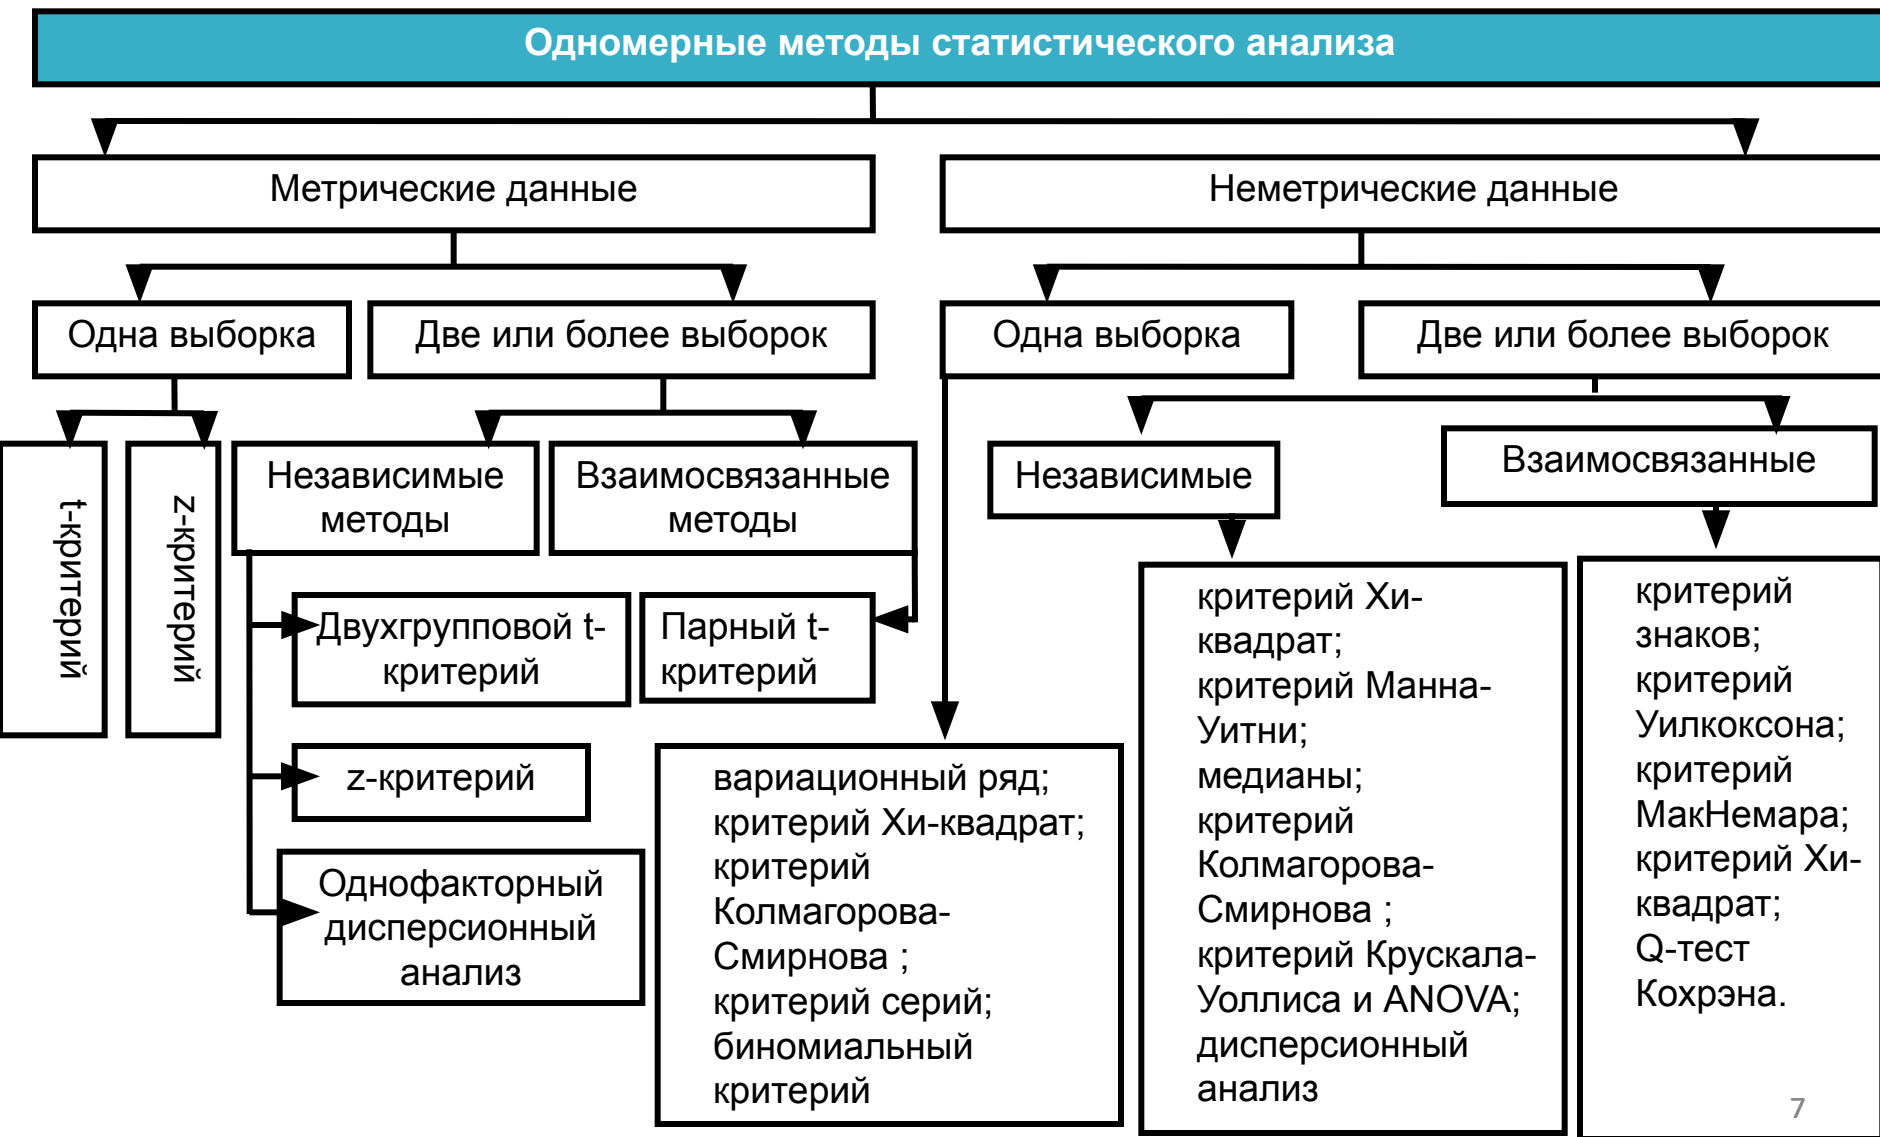 Одномерные методы статистического анализа
Метрические данные
Неметрические данные
Одна выборка
Две или более выборок
Одна выборка
Две или более выборок
t-критерий
z-критерий
Независимые
методы
Взаимосвязанные
методы
Независимые
Взаимосвязанные
Двухгрупповой t-
критерий
Парный t-
критерий
z-критерий
Однофакторный
дисперсионный
анализ
вариационный ряд;
критерий Хи-квадрат;
критерий
Колмагорова-
Смирнова ;
критерий серий;
биномиальный
критерий
критерий Хи-
квадрат;
критерий Манна-
Уитни;
медианы;
критерий
Колмагорова-
Смирнова ;
критерий Крускала-
Уоллиса и ANOVA;
дисперсионный
анализ
критерий
знаков;
критерий
Уилкоксона;
критерий
МакНемара;
критерий Хи-
квадрат;
Q-тест
Кохрэна.
7